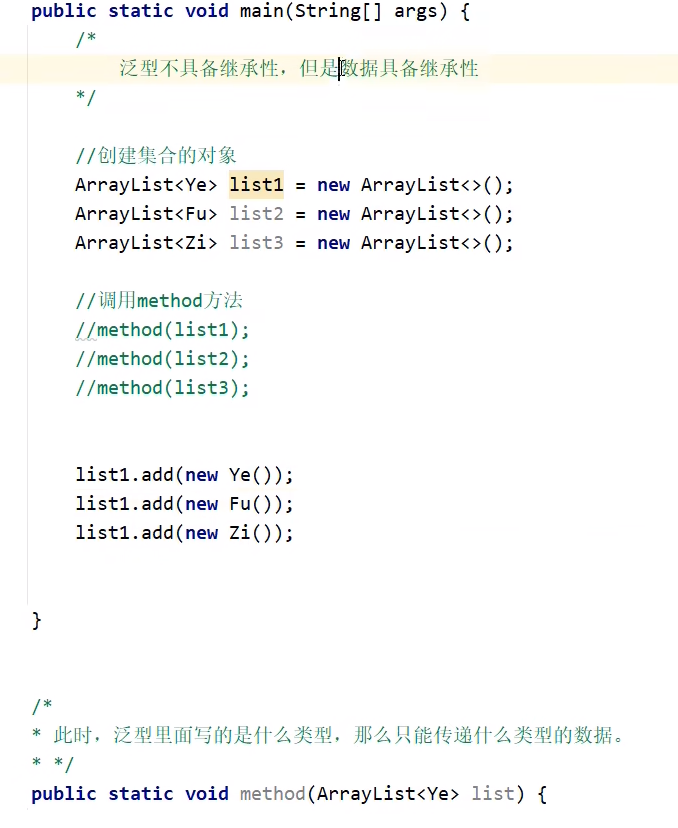 public static void main(String[] args) {
/*
泛型不具备继承性，但是数据具备继承性
*/
//创建集合的对象
ArrayList<Ye> list1 = new ArrayList<>();
ArrayList<Fu> list2 = new ArrayList<>();
ArrayList<Zi> list3 = new ArrayList<>();
//调用method方法
//method(list1);
//method(list2);
//method(list3);
list1.add(new Ye());
list1.add(new Fu());
list1.add(new Zi());
}
/*
* 此时，泛型里面写的是什么类型，那么只能传递什么类型的数据。
* */
public static void method(ArrayList<Ye> list) {